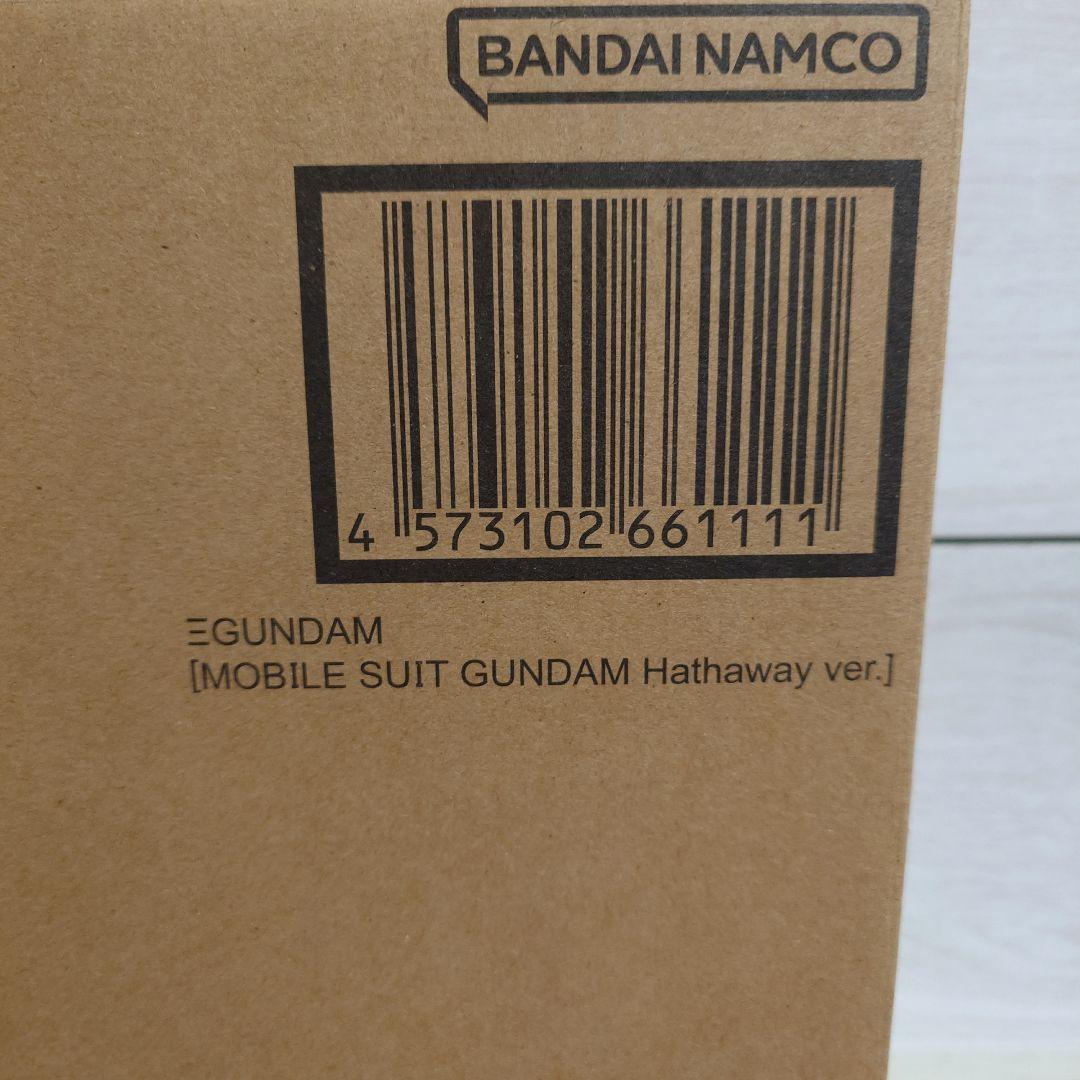 BANDAI NAMCO
4 573102 661111
ΞGUNDAM
[MOBILE SUIT GUNDAM Hathaway ver.]